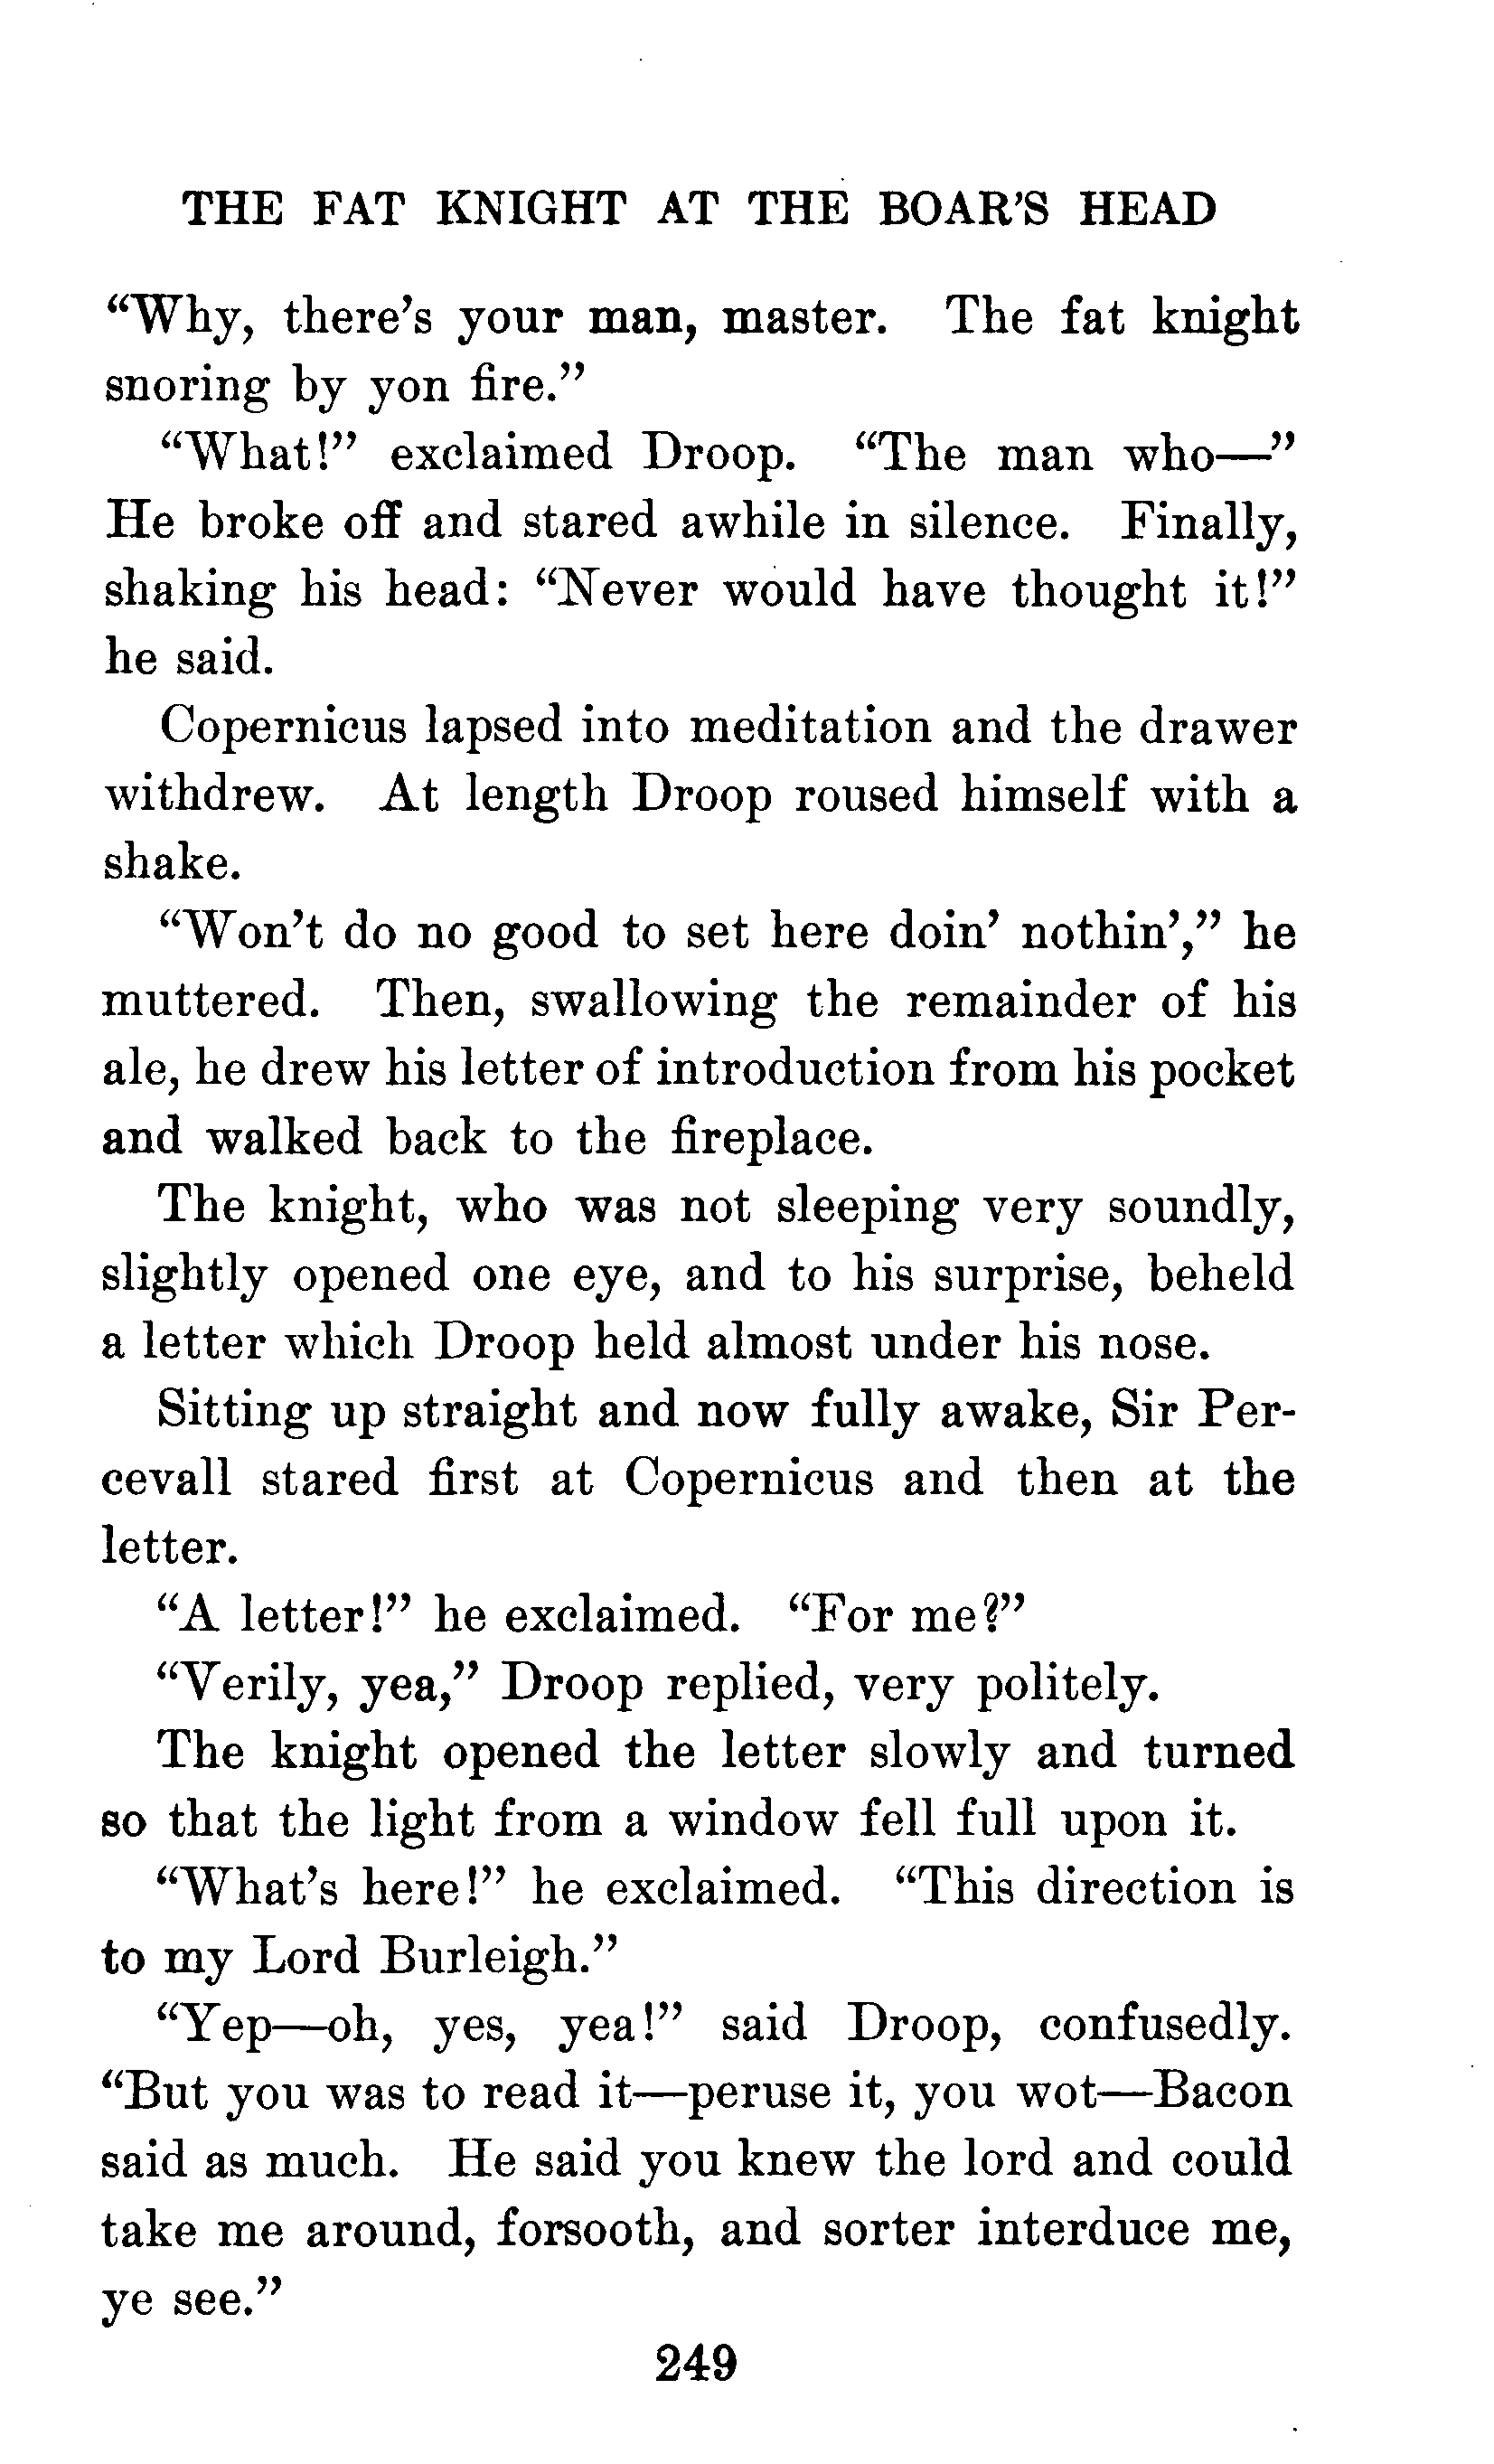 THE FAT KNIGHT AT THE BOAR'S HEAD
“Why, there's your man, master. The fat knight
snoring by yon fire.”
“What!” exclaimed Droop. “The man who—”
He broke off and stared awhile in silence. Finally,
shaking his head: “Never would have thought it!”
he said.
Copernicus lapsed into meditation and the drawer
withdrew. At length Droop roused himself with a
shake.
“Won't do no good to set here doin' nothin',” he
muttered. Then, swallowing the remainder of his
ale, he drew his letter of introduction from his pocket
and walked back to the fireplace.
The knight, who was not sleeping very soundly,
slightly opened one eye, and to his surprise, beheld
a letter which Droop held almost under his nose.
Sitting up straight and now fully awake, Sir Per-
cevall stared first at Copernicus and then at the
letter.
“A letter!” he exclaimed. “For me?”
“Verily, yea,” Droop replied, very politely.
The knight opened the letter slowly and turned
so that the light from a window fell full upon it.
“What's here!” he exclaimed. “This direction is
to my Lord Burleigh.”
“Yep—oh, yes, yea!” said Droop, confusedly.
“But you was to read it—peruse it, you wot—Bacon
said as much. He said you knew the lord and could
take me around, forsooth, and sorter interduce me,
ye see.”
249